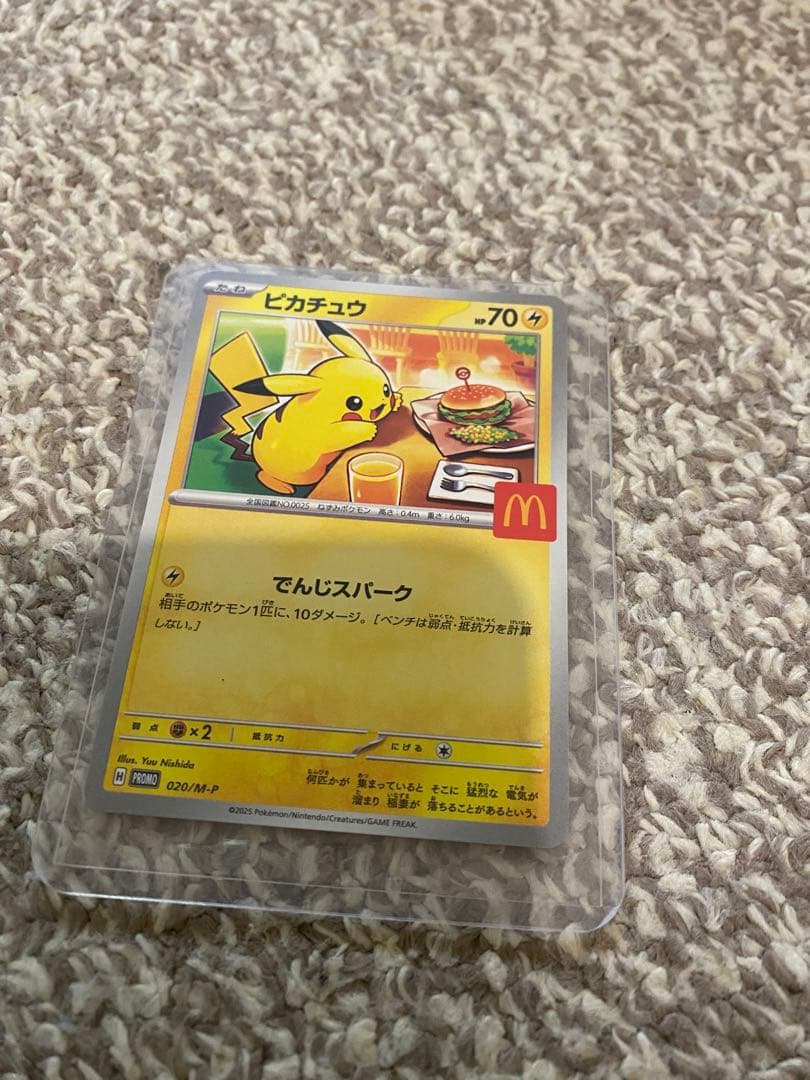 たね
ピカチュウ
HP70
全国図鑑NO.0025 ねずみポケモン 高さ:0.4m 重さ:6.0kg
でんじスパーク
相手のポケモン1匹に、10ダメージ。[ベンチは弱点・抵抗力を計算
しない。]
弱点 ×2 抵抗力 にげる
Illus. Yuu Nishida
H PROMO 020/M-P
何匹かが 集まっていると そこに 猛烈な 電気が
溜まり 稲妻が 落ちることがあるという。
©2025 Pokémon/Nintendo/Creatures/GAME FREAK.